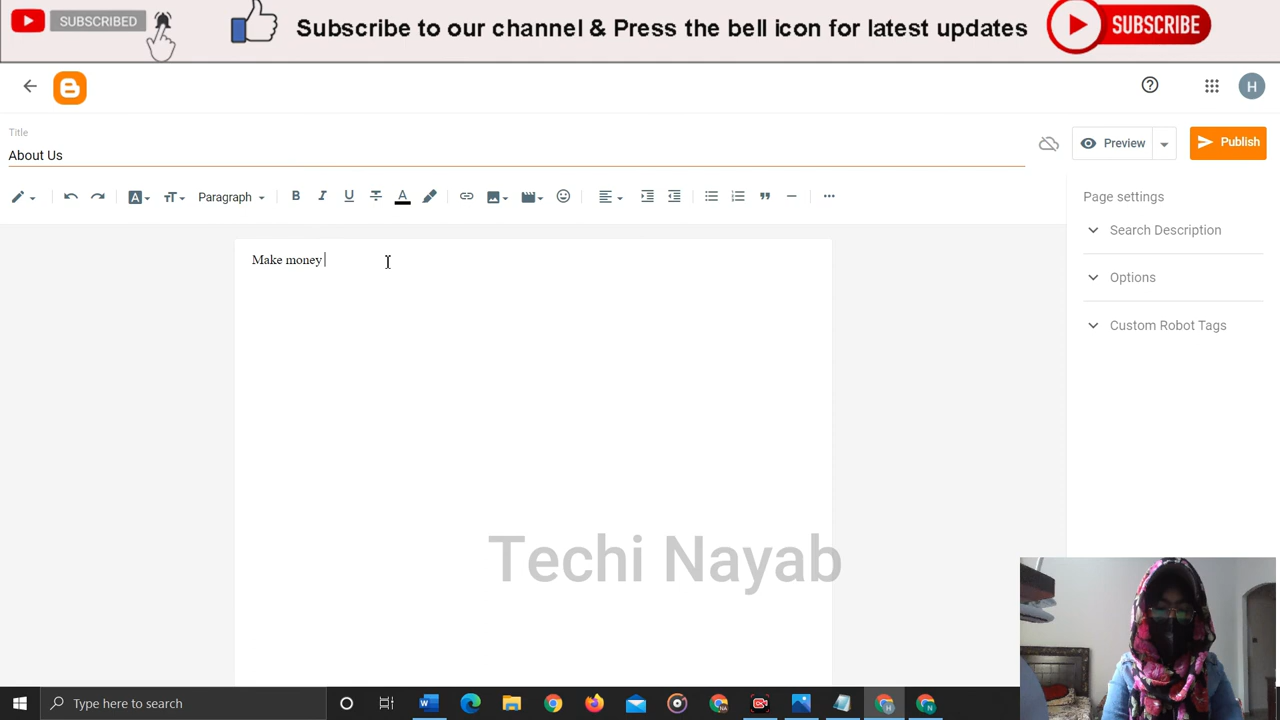 SUBSCRIBED
Subscribe to our channel & Press the bell icon for latest updates
SUBSCRIBE
H
Title
About Us
Preview
Publish
Paragraph
B
I
U
T
A
Page settings
Search Description
Options
Custom Robot Tags
Make money
Techi Nayab
Type here to search